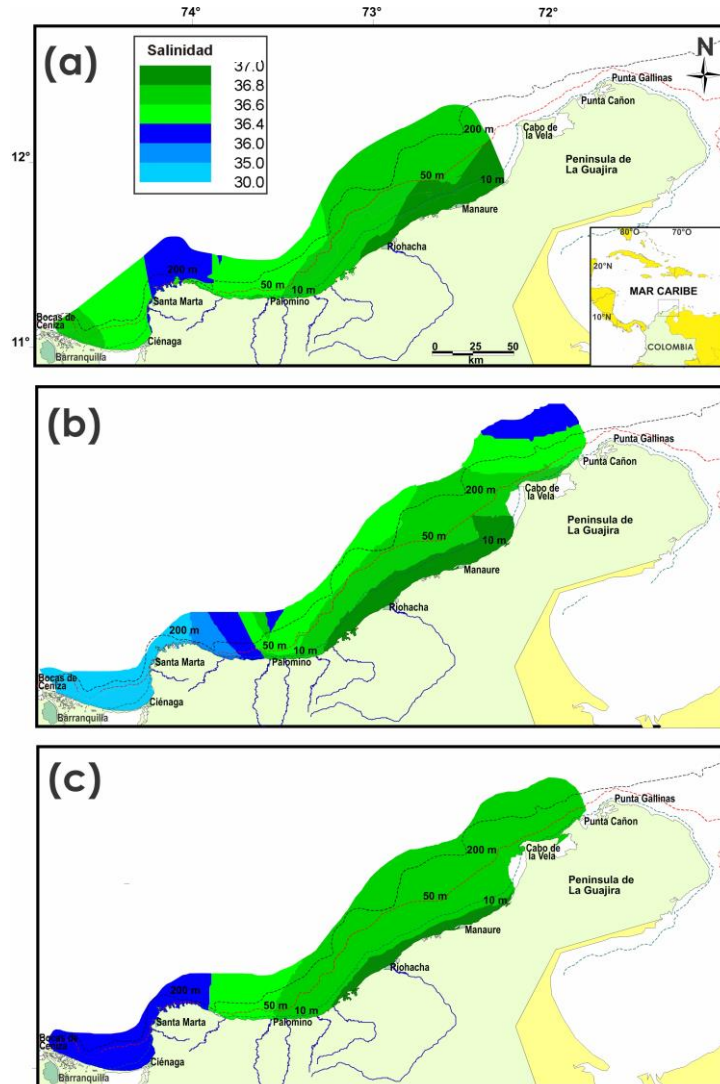 74°
73°
72°
(a)
Salinidad
37.0
36.8
36.6
36.4
36.0
35.0
30.0
N
Punta Gallinas
Punta Cañon
Cabo de
la Vela
200 m
12°
Peninsula de
La Guajira
50 m
10 m
Manaure
Riohacha
80°O
70°O
20°N
MAR CARIBE
10°N
COLOMBIA
200 m
Santa Marta
50 m
10 m
Palomino
Bocas de
Ceniza
11°
Barranquilla
Ciénaga
0
25
50
km
(b)
Punta Gallinas
Punta Cañon
Cabo de
la Vela
200 m
Peninsula de
La Guajira
50 m
10 m
Manaure
Riohacha
200 m
50 m
10 m
Santa Marta
Palomino
Bocas de
Ceniza
Ciénaga
Barranquilla
(c)
Punta Gallinas
Punta Cañon
Cabo de
la Vela
200 m
Peninsula de
La Guajira
50 m
10 m
Manaure
Riohacha
200 m
50 m
10 m
Santa Marta
Palomino
Bocas de
Ceniza
Ciénaga
Barranquilla